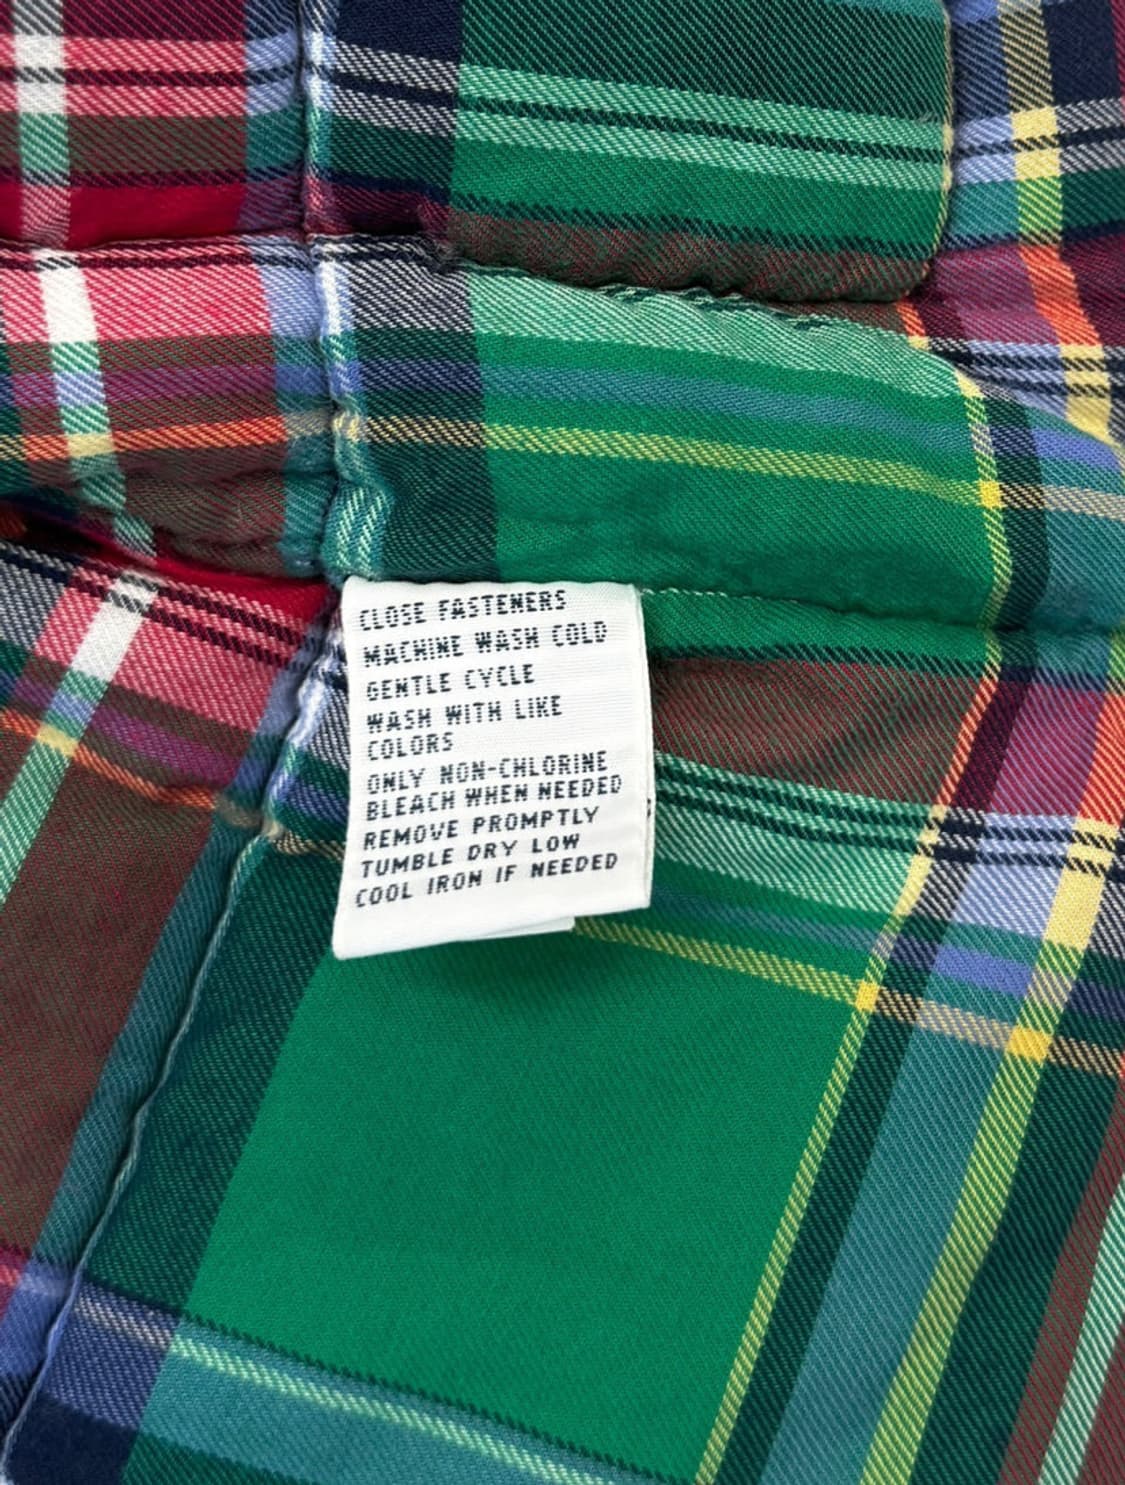 CLOSE FASTENERS
MACHINE WASH COLD
GENTLE CYCLE
WASH WITH LIKE
COLORS
ONLY NON-CHLORINE
BLEACH WHEN NEEDED
REMOVE PROMPTLY
TUMBLE DRY LOW
COOL IRON IF NEEDED